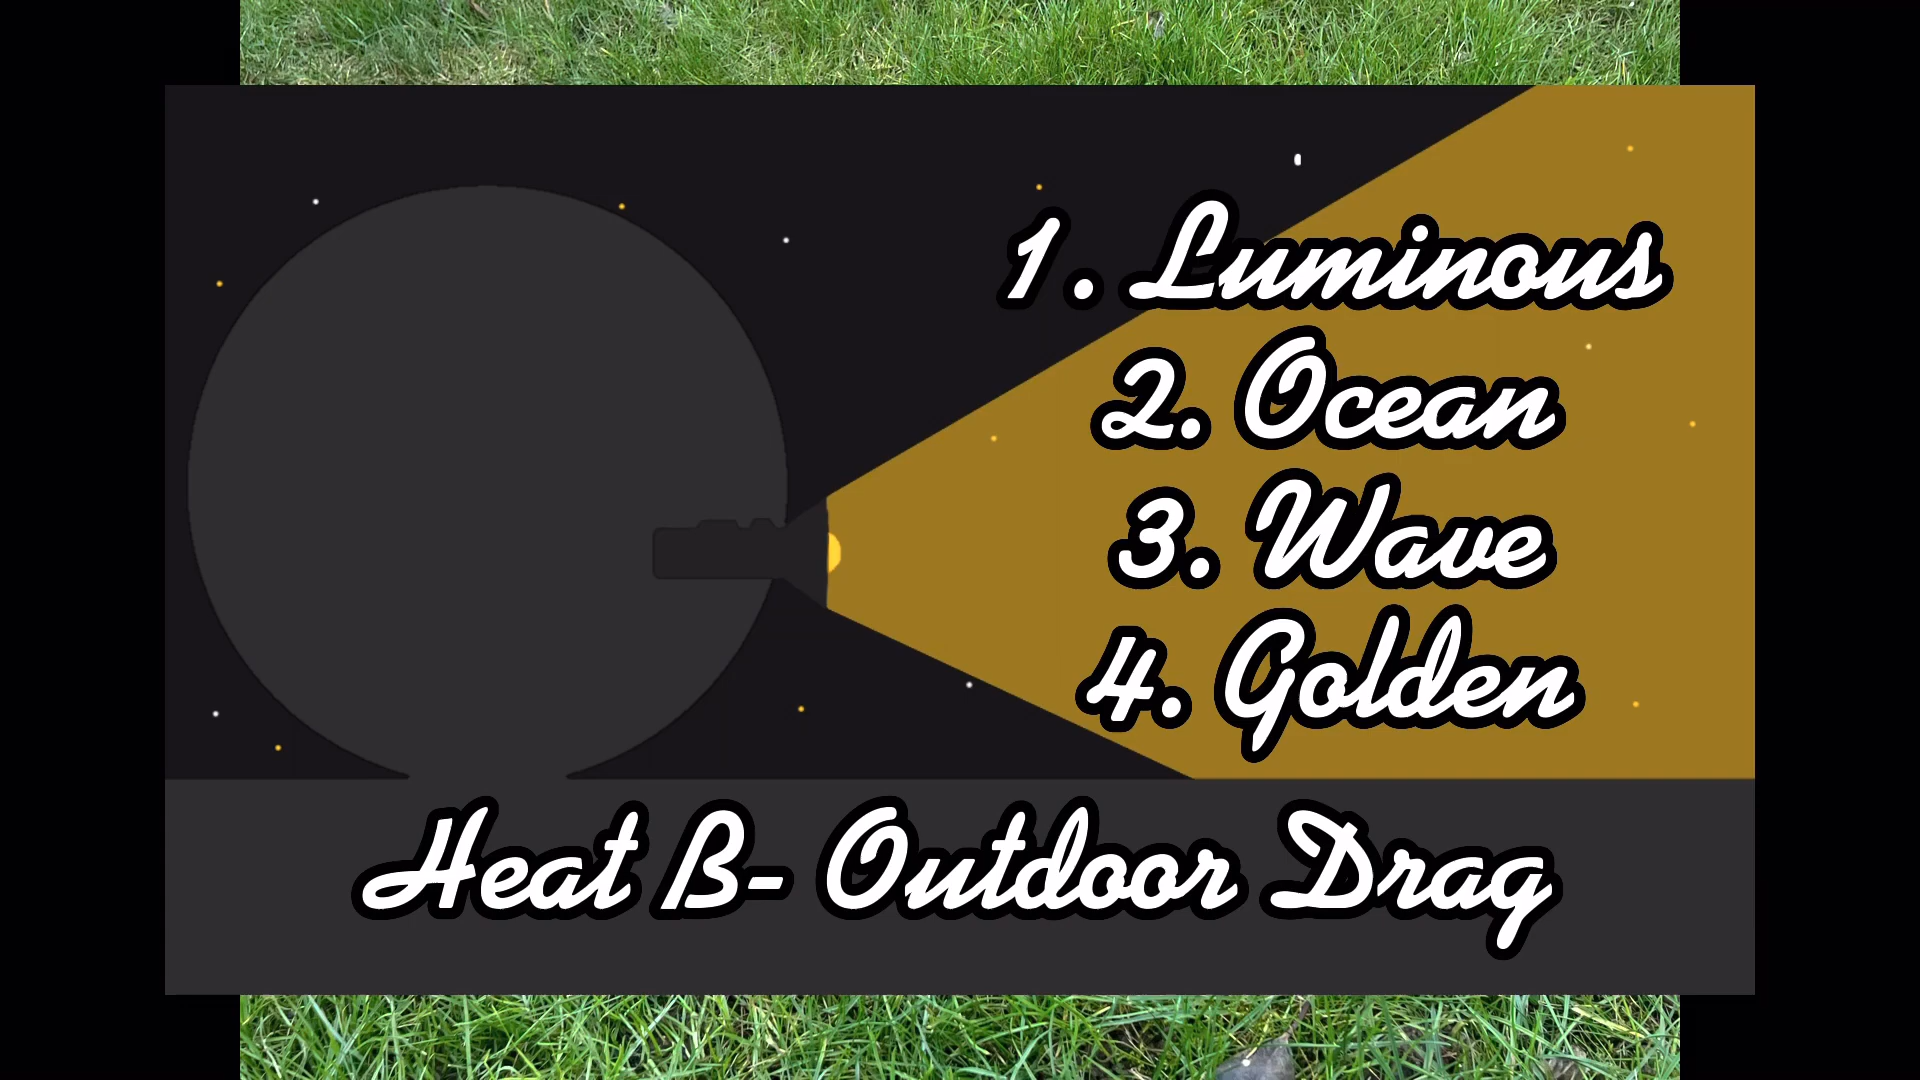 1. Luminous
2. Ocean
3. Wave
4. Golden
Heat B- Outdoor Drag